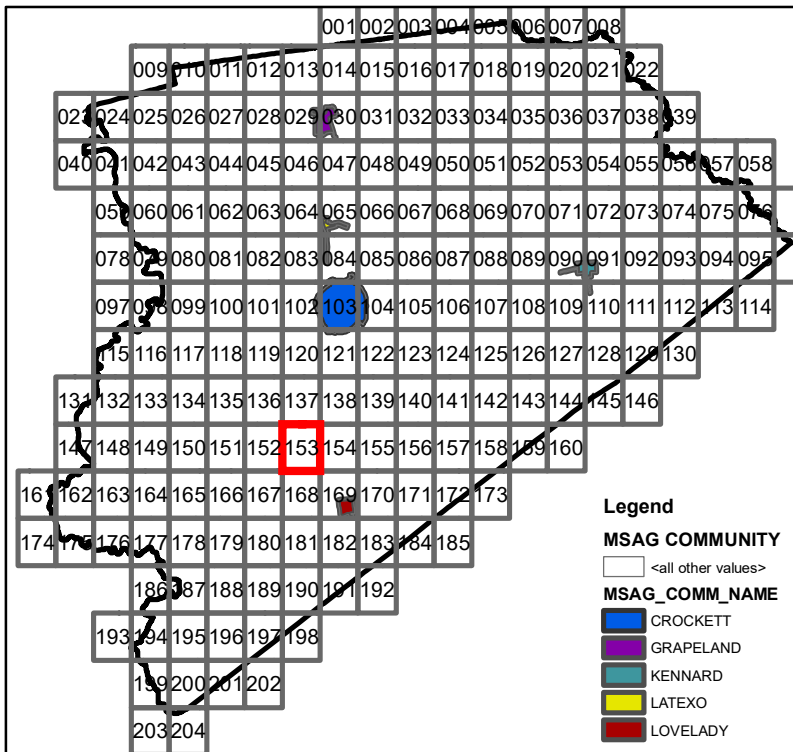 001 002 003 004 005 006 007 008
009 010 011 012 013 014 015 016 017 018 019 020 021 022
023 024 025 026 027 028 029 030 031 032 033 034 035 036 037 038 039
040 041 042 043 044 045 046 047 048 049 050 051 052 053 054 055 056 057 058
059 060 061 062 063 064 065 066 067 068 069 070 071 072 073 074 075 076
078 079 080 081 082 083 084 085 086 087 088 089 090 091 092 093 094 095
097 098 099 100 101 102 103 104 105 106 107 108 109 110 111 112 113 114
115 116 117 118 119 120 121 122 123 124 125 126 127 128 129 130
131 132 133 134 135 136 137 138 139 140 141 142 143 144 145 146
147 148 149 150 151 152 153 154 155 156 157 158 159 160
161 162 163 164 165 166 167 168 169 170 171 172 173
174 175 176 177 178 179 180 181 182 183 184 185
186 187 188 189 190 191 192
193 194 195 196 197 198
199 200 201 202
203 204
Legend
MSAG COMMUNITY
<all other values>
MSAG_COMM_NAME
CROCKETT
GRAPELAND
KENNARD
LATEXO
LOVELADY